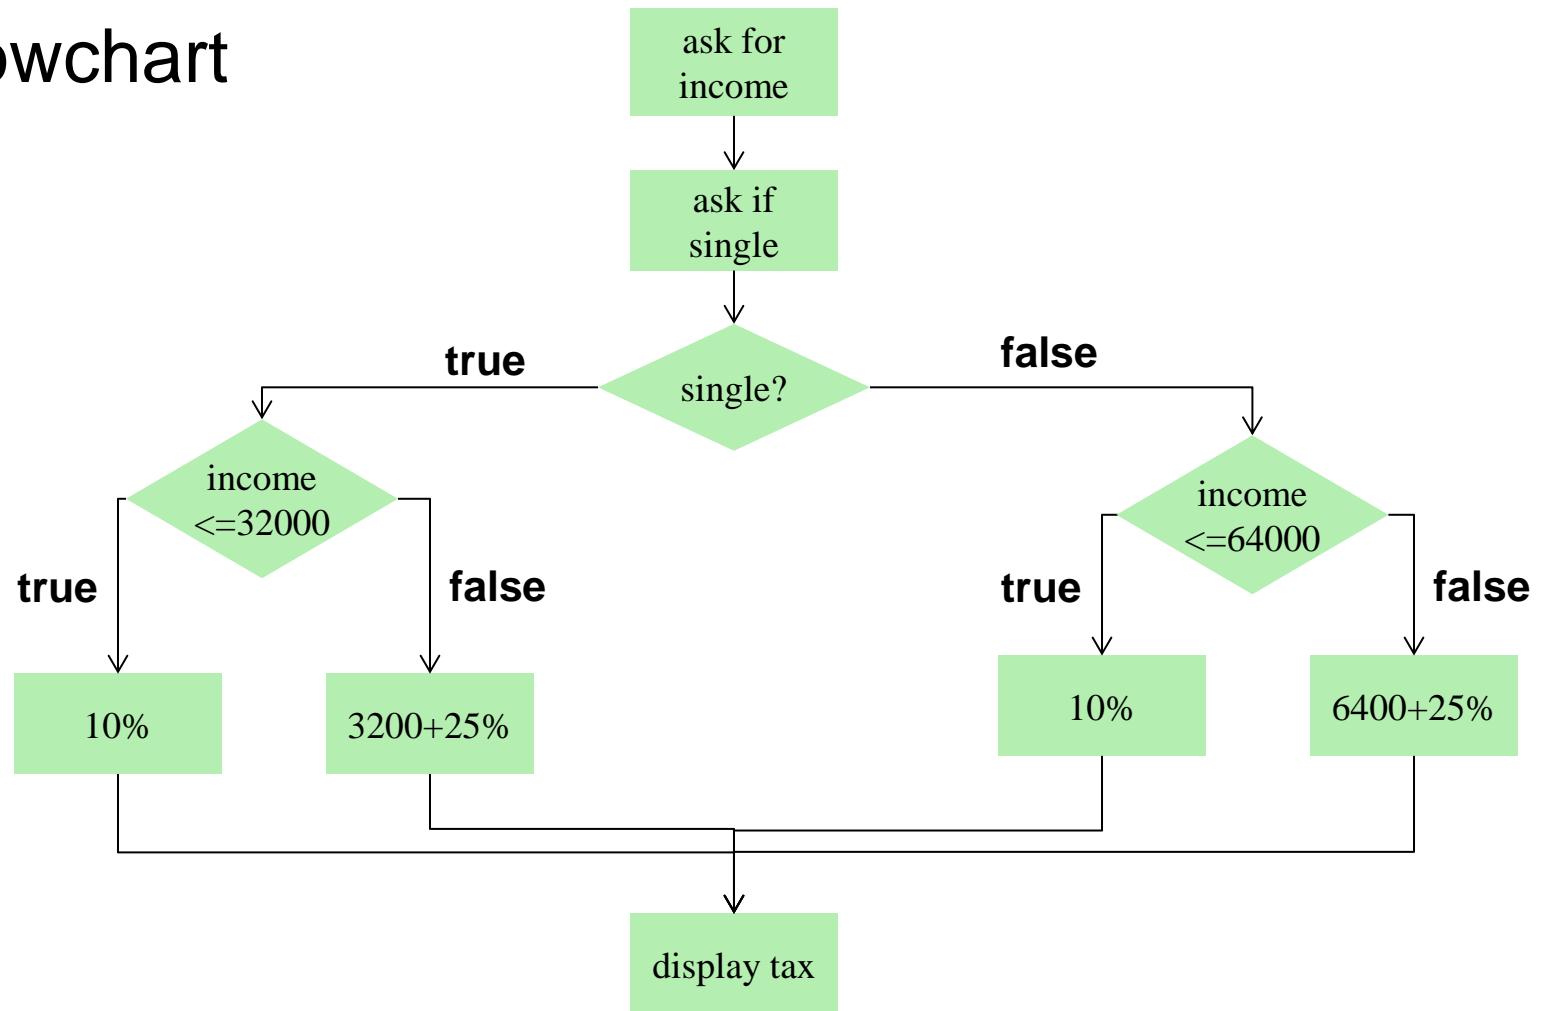 owchart
ask for
income
ask if
single
true
false
single?
income
<=32000
income
<=64000
true
false
true
false
10%
3200+25%
10%
6400+25%
display tax